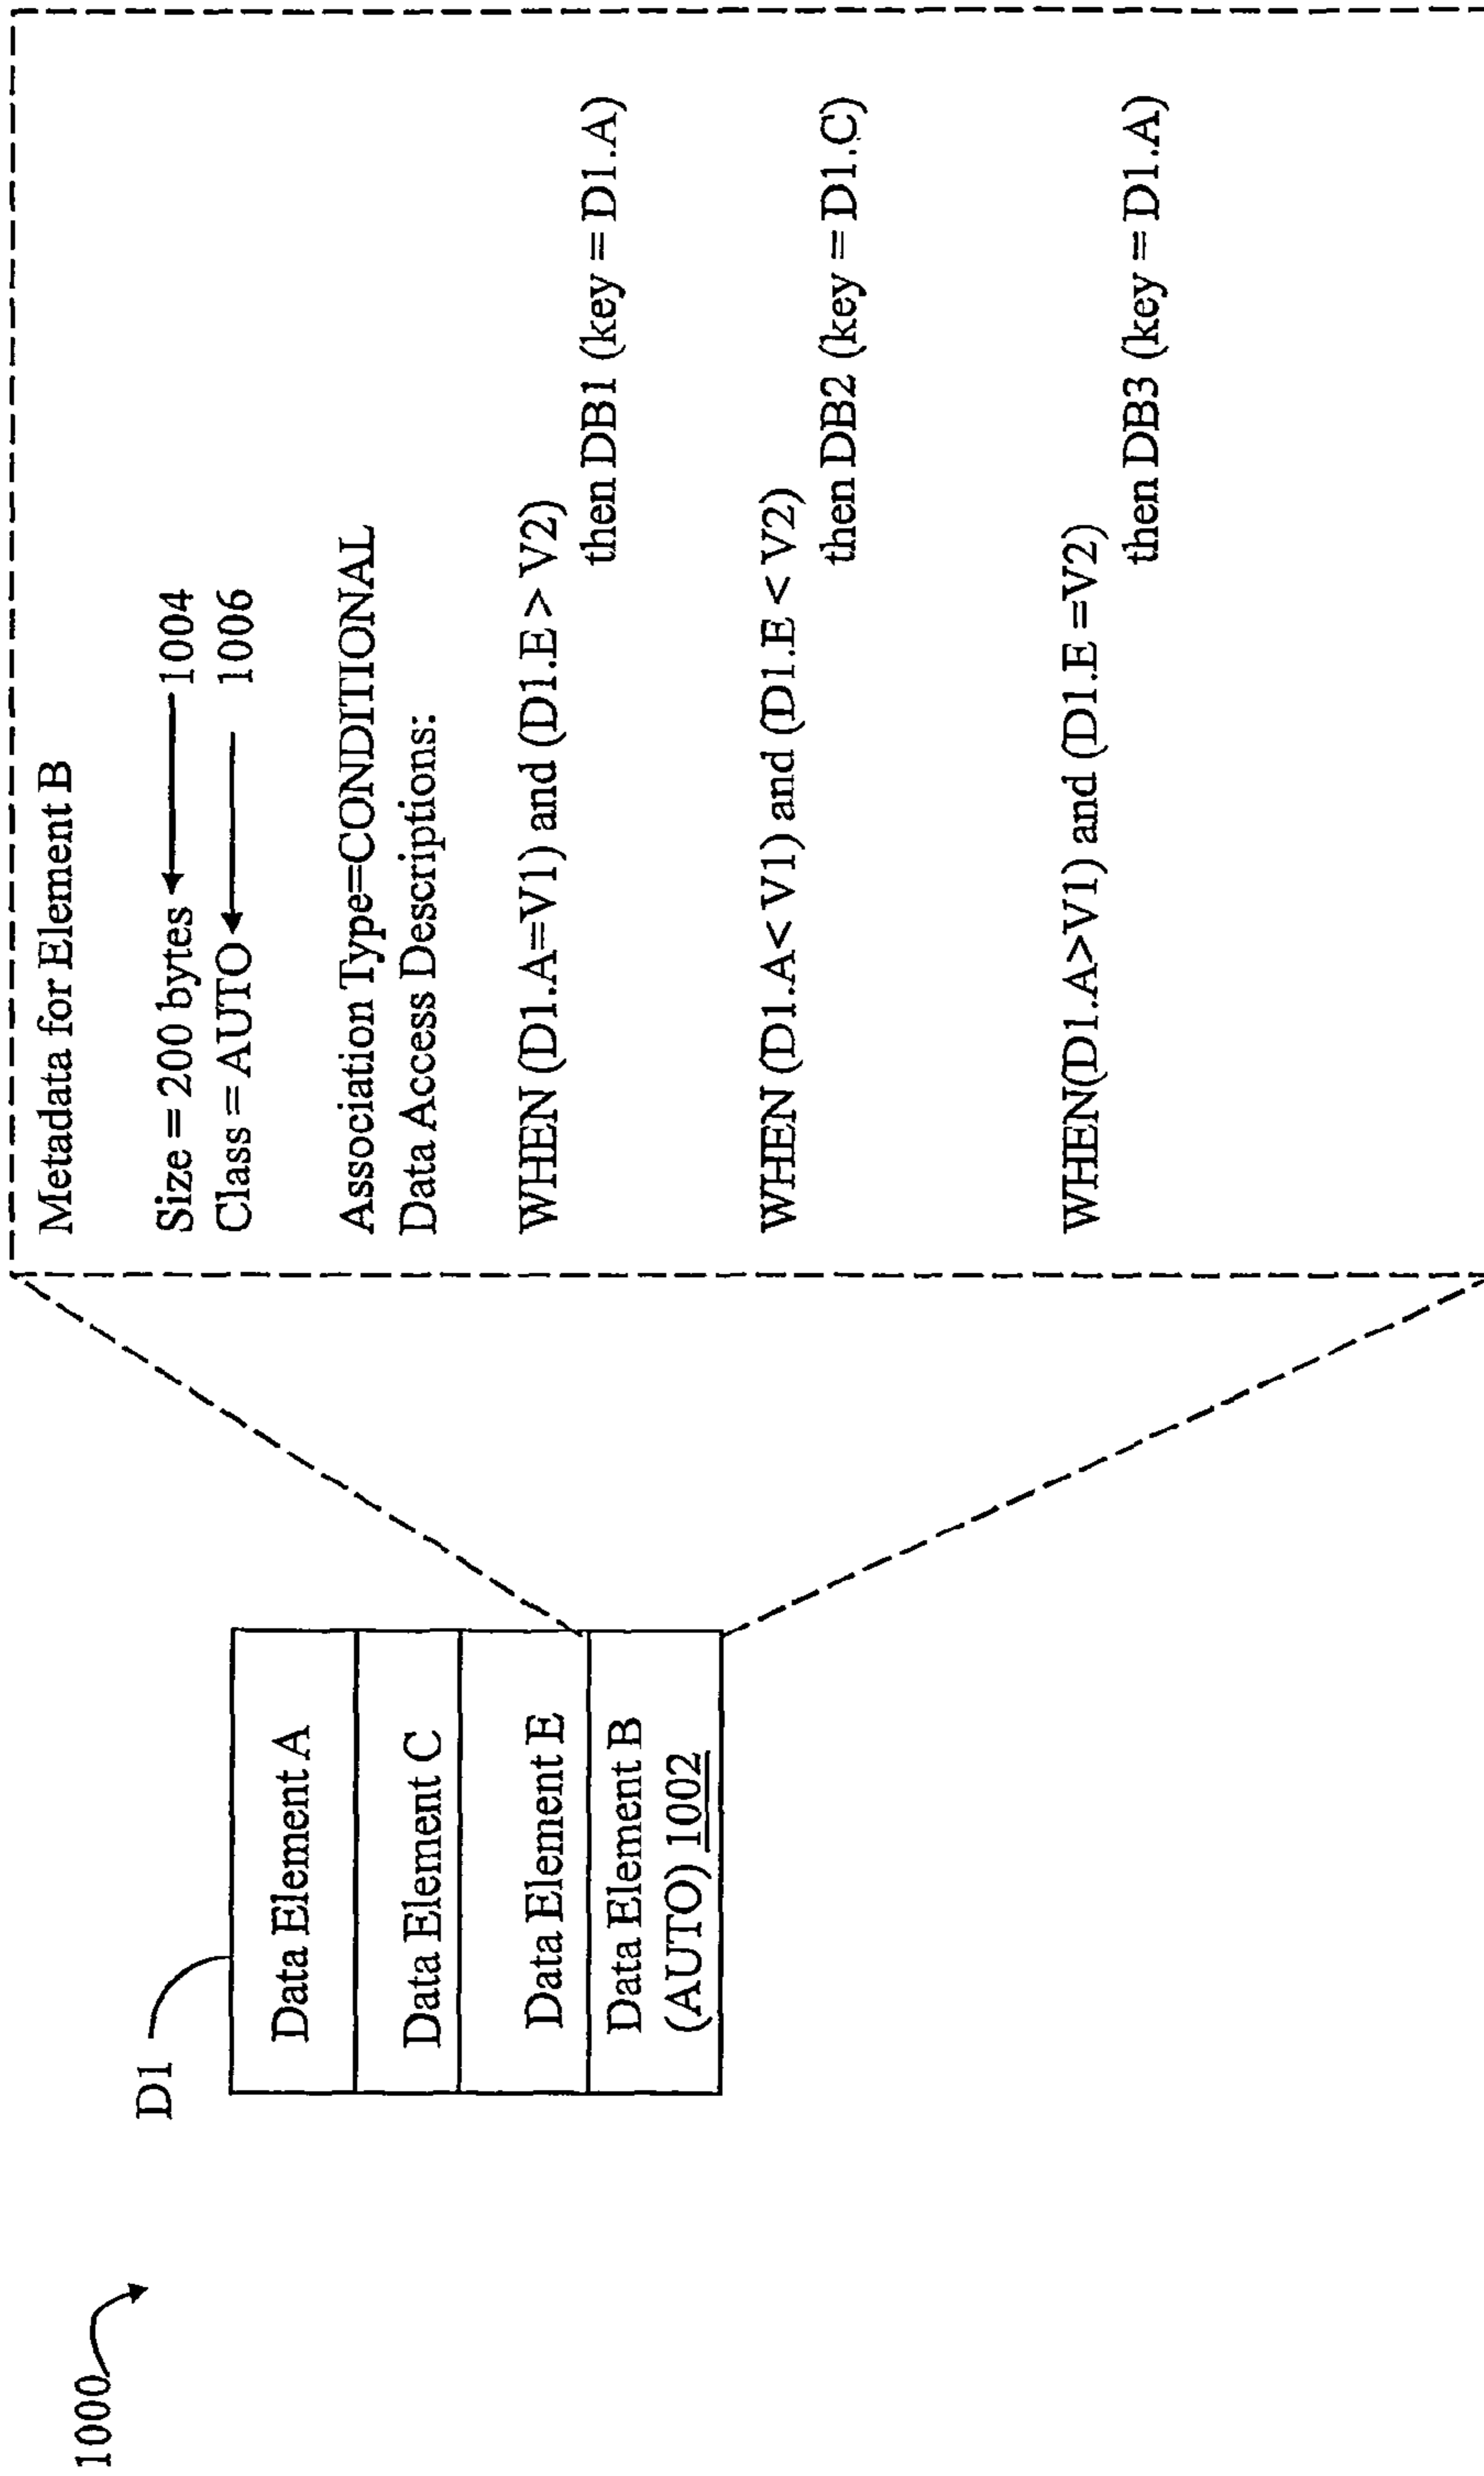 1000
D1
Data Element A
Data Element C
Data Element E
Data Element B
(AUTO) 1002
Metadata for Element B
Size = 200 bytes 1004
Class = AUTO 1006
Association Type=CONDITIONAL
Data Access Descriptions:
WHEN (D1.A=V1) and (D1.E > V2)
then DB1 (key = D1.A)
WHEN (D1.A< V1) and (D1.E < V2)
then DB2 (key = D1.C)
WHEN(D1.A>V1) and (D1.E =V2)
then DB3 (key = D1.A)